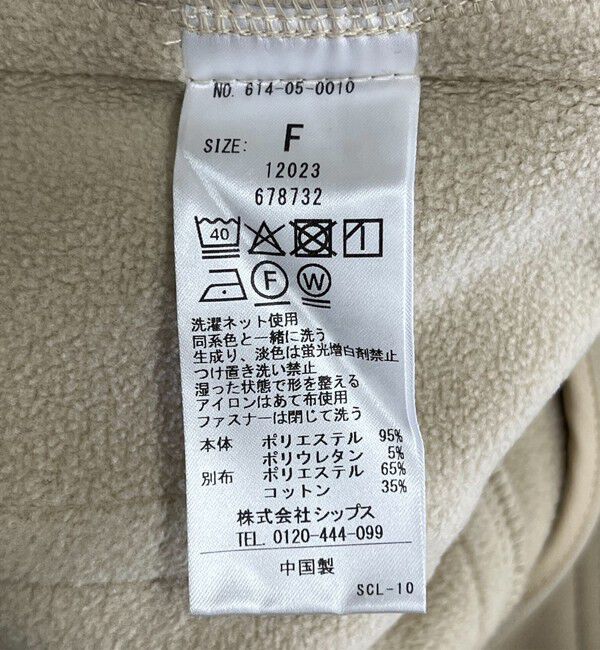 NO. 614-05-0010
SIZE: F
12023
678732
40
F W
洗濯ネット使用
同系色と一緒に洗う
生成り、淡色は蛍光増白剤禁止
つけ置き洗い禁止
湿った状態で形を整える
アイロンはあて布使用
ファスナーは閉じて洗う
本体 ポリエステル 95%
ポリウレタン 5%
別布 ポリエステル 65%
コットン 35%
株式会社シップス
TEL. 0120-444-099
中国製
SCL-10